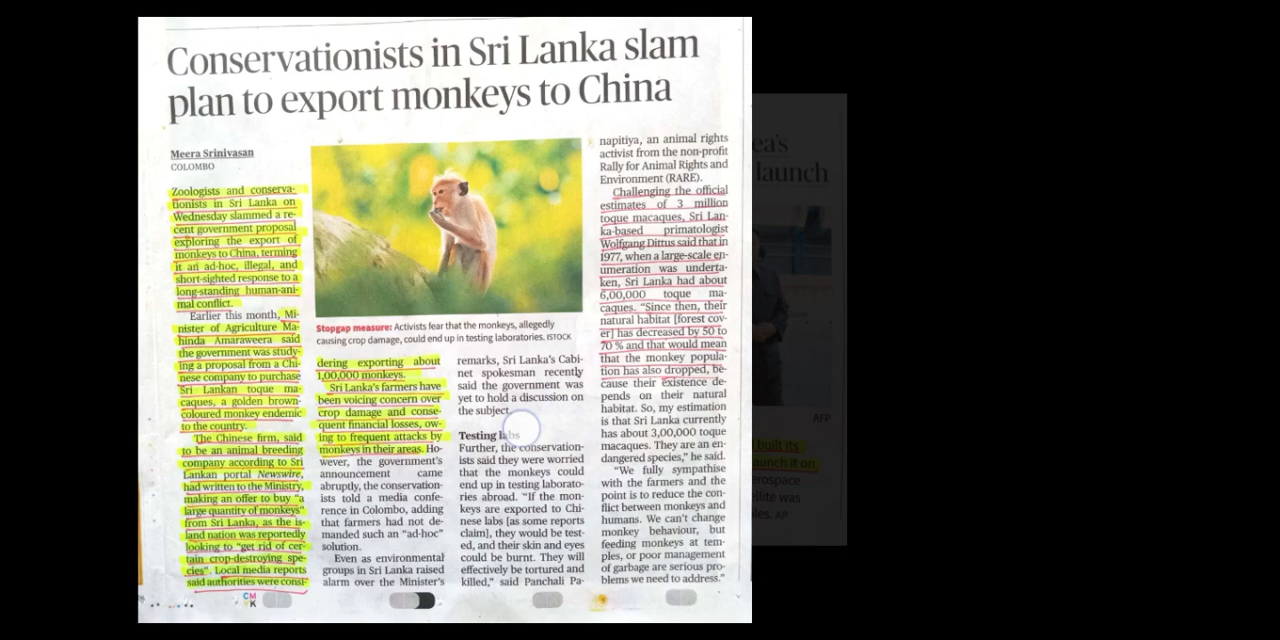 Conservationists in Sri Lanka slam
plan to export monkeys to China
Meera Srinivasan
COLOMBO
Zoologists and conserva-
tionists in Sri Lanka on
Wednesday slammed a re-
cent government proposal
exploring the export of
monkeys to China, terming
it an ad-hoc, illegal, and
short-sighted response to a
long-standing human-ani-
mal conflict.
Earlier this month, Mi-
nister of Agriculture Ma-
hinda Amaraweera said
the government was study-
ing a proposal from a Chi-
nese company to purchase
Sri Lankan toque ma-
caques, a golden brown-
coloured monkey endemic
to the country.
The Chinese firm, said
to be an animal breeding
company according to Sri
Lankan portal Newswire,
had written to the Ministry,
making an offer to buy “a
large quantity of monkeys”
from Sri Lanka, as the is-
land nation was reportedly
looking to “get rid of cer-
tain crop-destroying spe-
cies”. Local media reports
said authorities were consi-
Stopgap measure: Activists fear that the monkeys, allegedly
causing crop damage, could end up in testing laboratories. ISTOCK
dering exporting about
1,00,000 monkeys.
Sri Lanka's farmers have
been voicing concern over
crop damage and conse-
quent financial losses, ow-
ing to frequent attacks by
monkeys in their areas. Ho-
wever, the government's
announcement came
abruptly, the conservation-
ists told a media confe-
rence in Colombo, adding
that farmers had not de-
manded such an “ad-hoc”
solution.
Even as environmental
groups in Sri Lanka raised
alarm over the Minister's
remarks, Sri Lanka's Cabi-
net spokesman recently
said the government was
yet to hold a discussion on
the subject.
Testing labs
Further, the conservation-
ists said they were worried
that the monkeys could
end up in testing laborato-
ries abroad. “If the mon-
keys are exported to Chi-
nese labs [as some reports
claim], they would be test-
ed, and their skin and eyes
could be burnt. They will
effectively be tortured and
killed,” said Panchali Pa-
napitiya, an animal rights
activist from the non-profit
Rally for Animal Rights and
Environment (RARE).
Challenging the official
estimates of 3 million
toque macaques, Sri Lan-
ka-based primatologist
Wolfgang Dittus said that in
1977, when a large-scale en-
umeration was underta-
ken, Sri Lanka had about
6,00,000 toque ma-
caques. “Since then, their
natural habitat [forest cov-
er] has decreased by 50 to
70 % and that would mean
that the monkey popula-
tion has also dropped, be-
cause their existence de-
pends on their natural
habitat. So, my estimation
is that Sri Lanka currently
has about 3,00,000 toque
macaques. They are an en-
dangered species,” he said.
“We fully sympathise
with the farmers and the
point is to reduce the con-
flict between monkeys and
humans. We can't change
monkey behaviour, but
feeding monkeys at tem-
ples, or poor management
of garbage are serious pro-
blems we need to address.”
CM
YK
ea's
launch
AFP
built its
launch it on
erospace
ellite was
les. AP